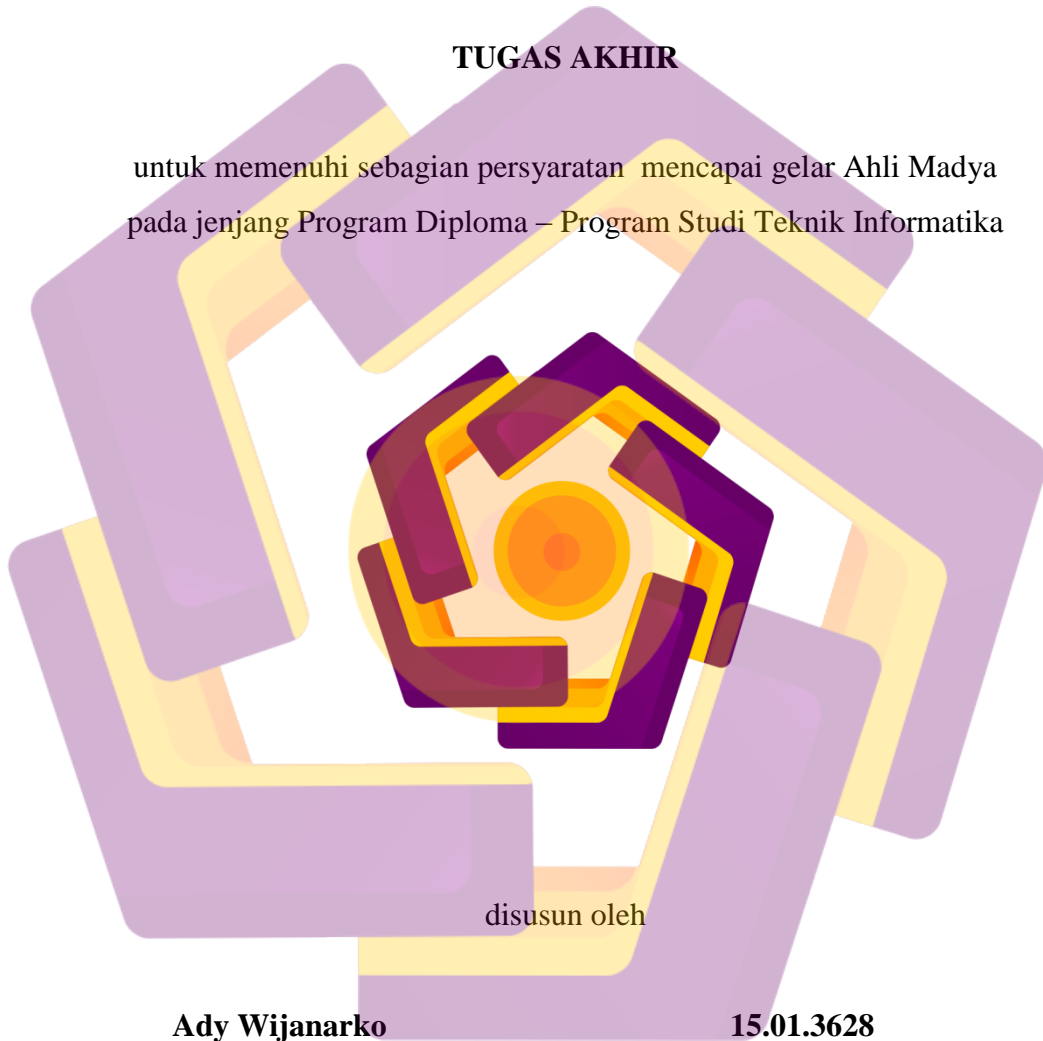 TUGAS AKHIR
untuk memenuhi sebagian persyaratan mencapai gelar Ahli Madya
pada jenjang Program Diploma – Program Studi Teknik Informatika
disusun oleh
Ady Wijanarko 15.01.3628